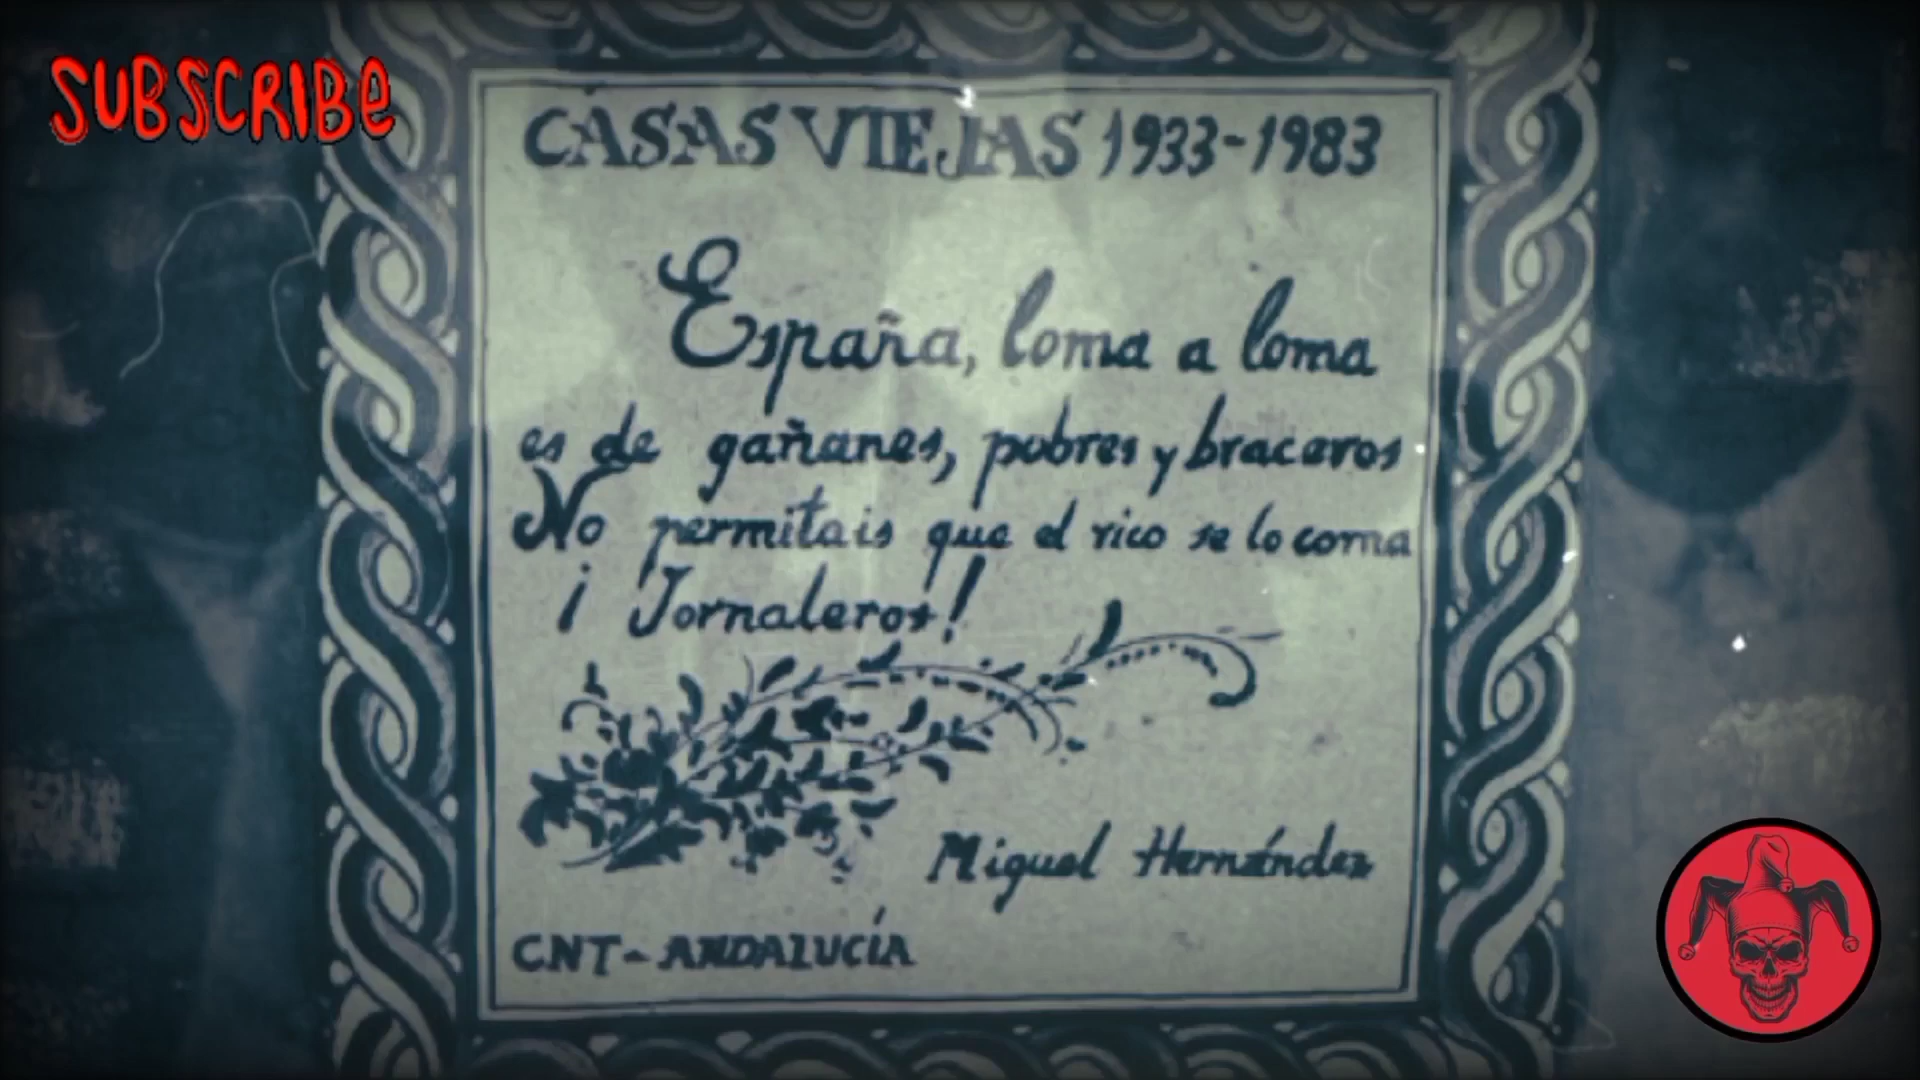 SUBSCRIBE
CASAS VIEJAS 1933-1983
España, loma a loma
es de gañanes, pobres y braceros
No permitais que el rico se lo coma
¡Jornaleros!
Miguel Hernández
CNT-ANDALUCÍA